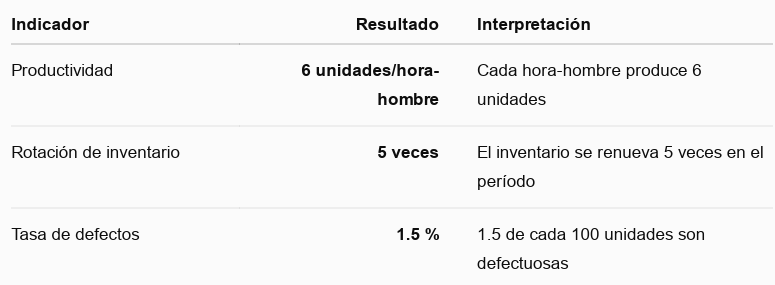 Indicador Resultado Interpretación
Productividad 6 unidades/hora- Cada hora-hombre produce 6
hombre unidades
Rotación de inventario 5 veces El inventario se renueva 5 veces en el
período
Tasa de defectos 1.5 % 1.5 de cada 100 unidades son
defectuosas